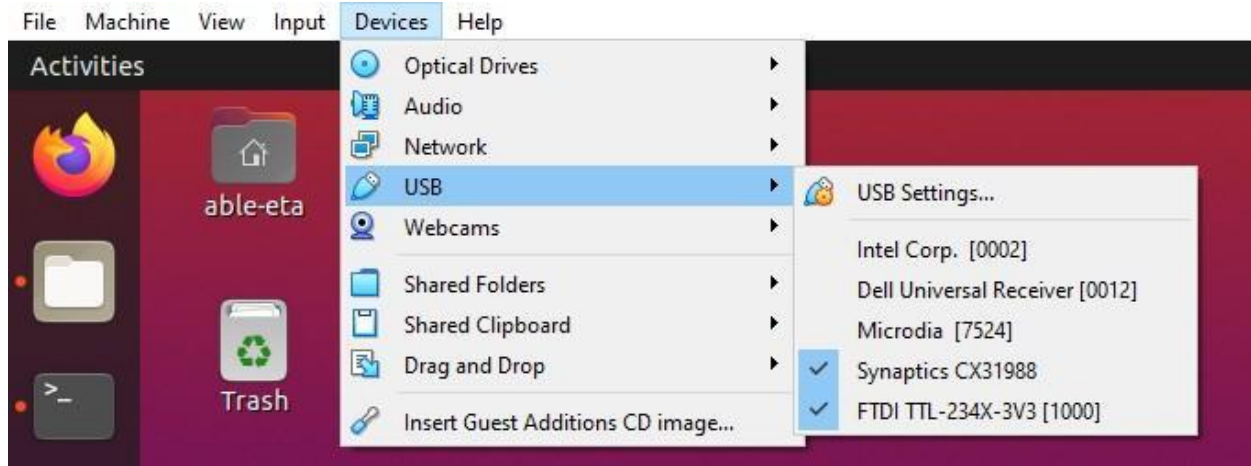 File Machine View Input Devices Help
Activities
able-eta
Trash
Optical Drives
Audio
Network
USB
Webcams
Shared Folders
Shared Clipboard
Drag and Drop
Insert Guest Additions CD image...
USB Settings...
Intel Corp. [0002]
Dell Universal Receiver [0012]
Microdia [7524]
Synaptics CX31988
FTDI TTL-234X-3V3 [1000]